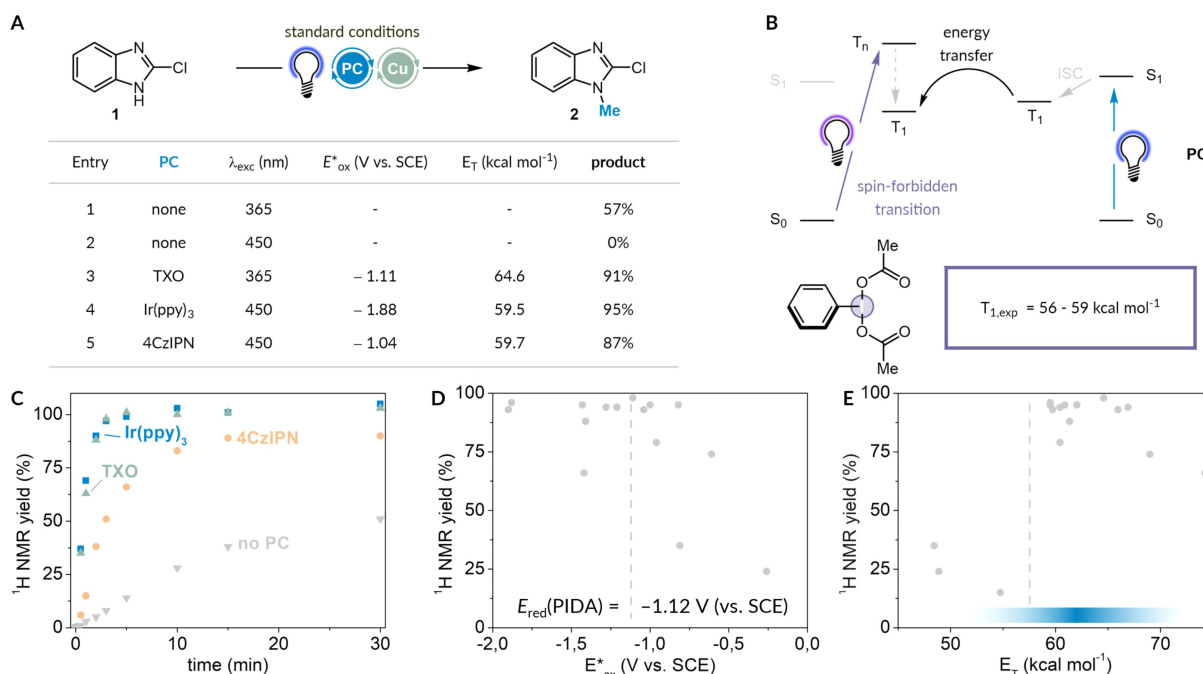 A
standard conditions
N
Cl
N
H
1
PC
Cu
N
Cl
N
Me
2
Entry PC λexc (nm) E*ox (V vs. SCE) ET (kcal mol-1) product
1 none 365 - - 57%
2 none 450 - - 0%
3 TXO 365 – 1.11 64.6 91%
4 Ir(ppy)3 450 – 1.88 59.5 95%
5 4CzIPN 450 – 1.04 59.7 87%
B
Tn
energy
transfer
S1
ISC
S1
T1
T1
PC
spin-forbidden
transition
S0
S0
Me
O
O
I
O
O
Me
T1,exp = 56 - 59 kcal mol-1
C
1H NMR yield (%)
100
75
50
25
0
Ir(ppy)3
4CzIPN
TXO
no PC
0 10 20 30
time (min)
D
1H NMR yield (%)
100
75
50
25
0
Ered(PIDA) = –1.12 V (vs. SCE)
-2,0 -1,5 -1,0 -0,5 0,0
E*ox (V vs. SCE)
E
1H NMR yield (%)
100
75
50
25
0
50 60 70
ET (kcal mol-1)